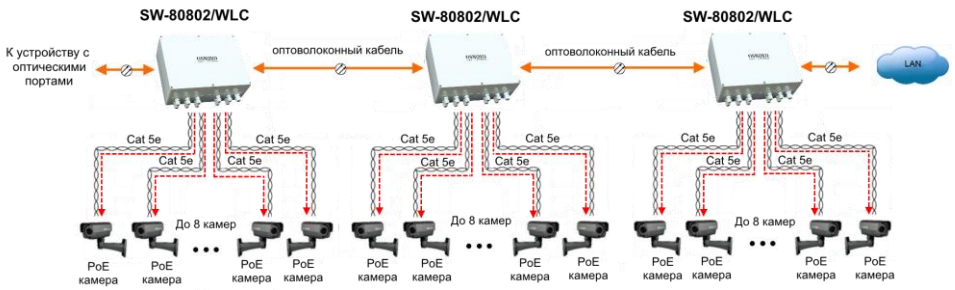 SW-80802/WLC
SW-80802/WLC
SW-80802/WLC
К устройству с
оптическими
портами
оптоволоконный кабель
оптоволоконный кабель
LAN
Cat 5e
Cat 5e
Cat 5e
Cat 5e
Cat 5e
Cat 5e
Cat 5e
Cat 5e
Cat 5e
Cat 5e
Cat 5e
Cat 5e
До 8 камер
До 8 камер
До 8 камер
PoE
камера
PoE
камера
PoE
камера
PoE
камера
PoE
камера
PoE
камера
PoE
камера
PoE
камера
PoE
камера
PoE
камера
PoE
камера
PoE
камера